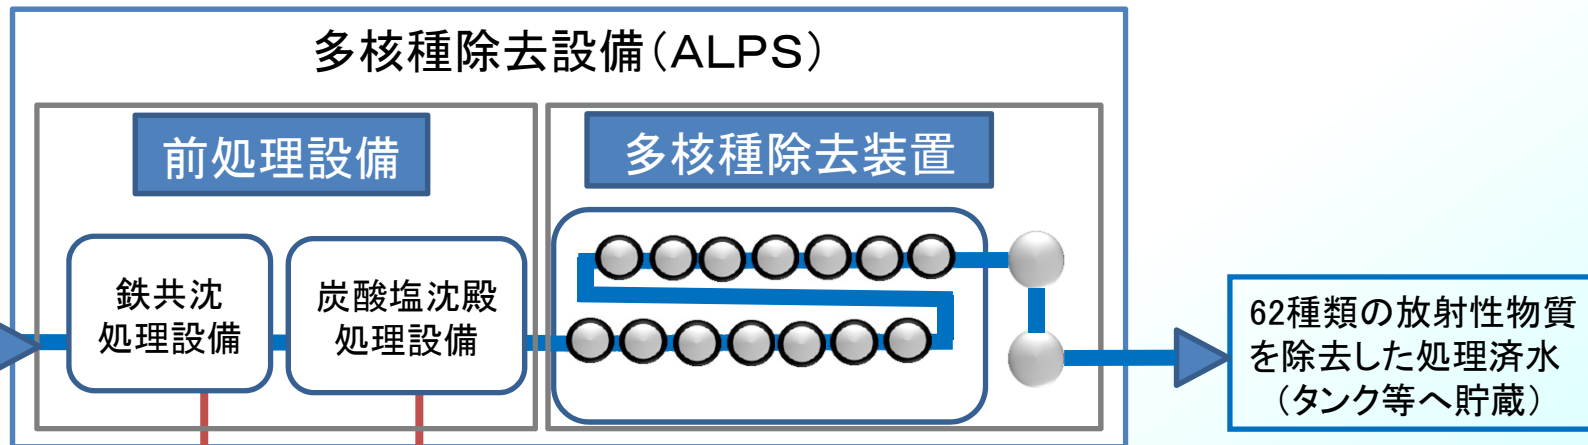 多核種除去設備（ＡＬＰＳ）
前処理設備
多核種除去装置
鉄共沈
処理設備
炭酸塩沈殿
処理設備
62種類の放射性物質
を除去した処理済水
（タンク等へ貯蔵）